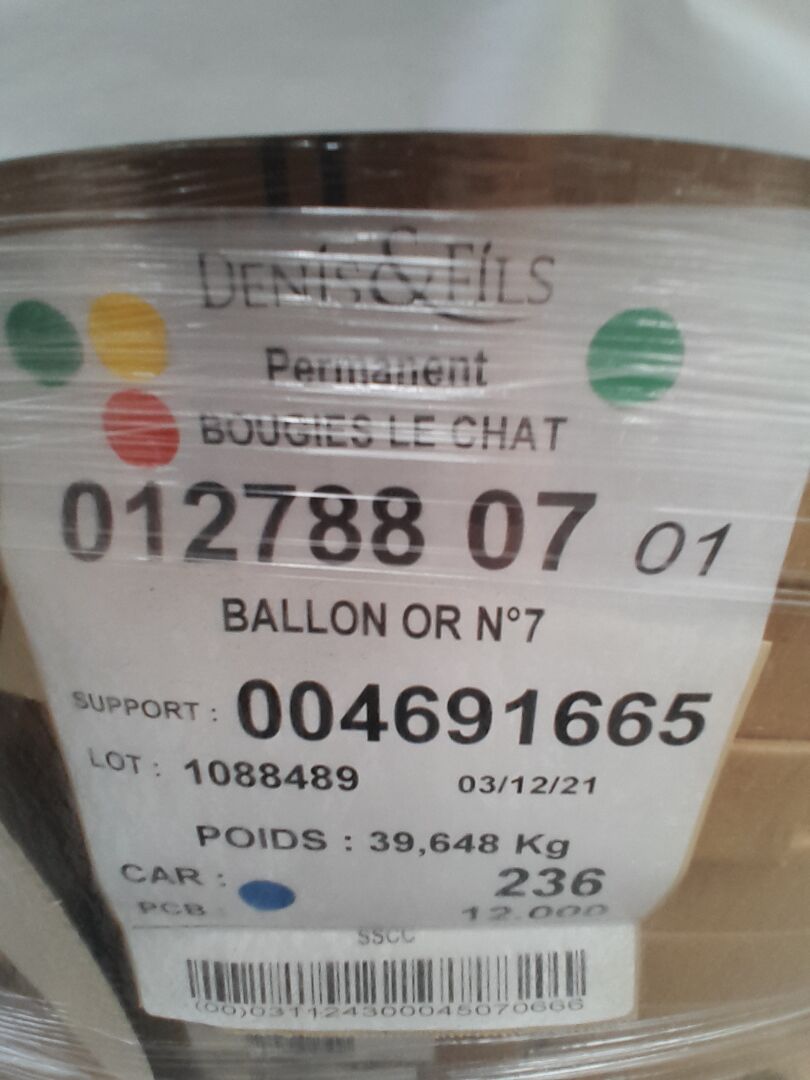 DENIS & FILS
Permanent
BOUGIES LE CHAT
012788 07 01
BALLON OR N°7
SUPPORT : 004691665
LOT : 1088489 03/12/21
POIDS : 39,648 Kg
CAR : 236
PCB 12.000
SSCC
(00)031124300045070666